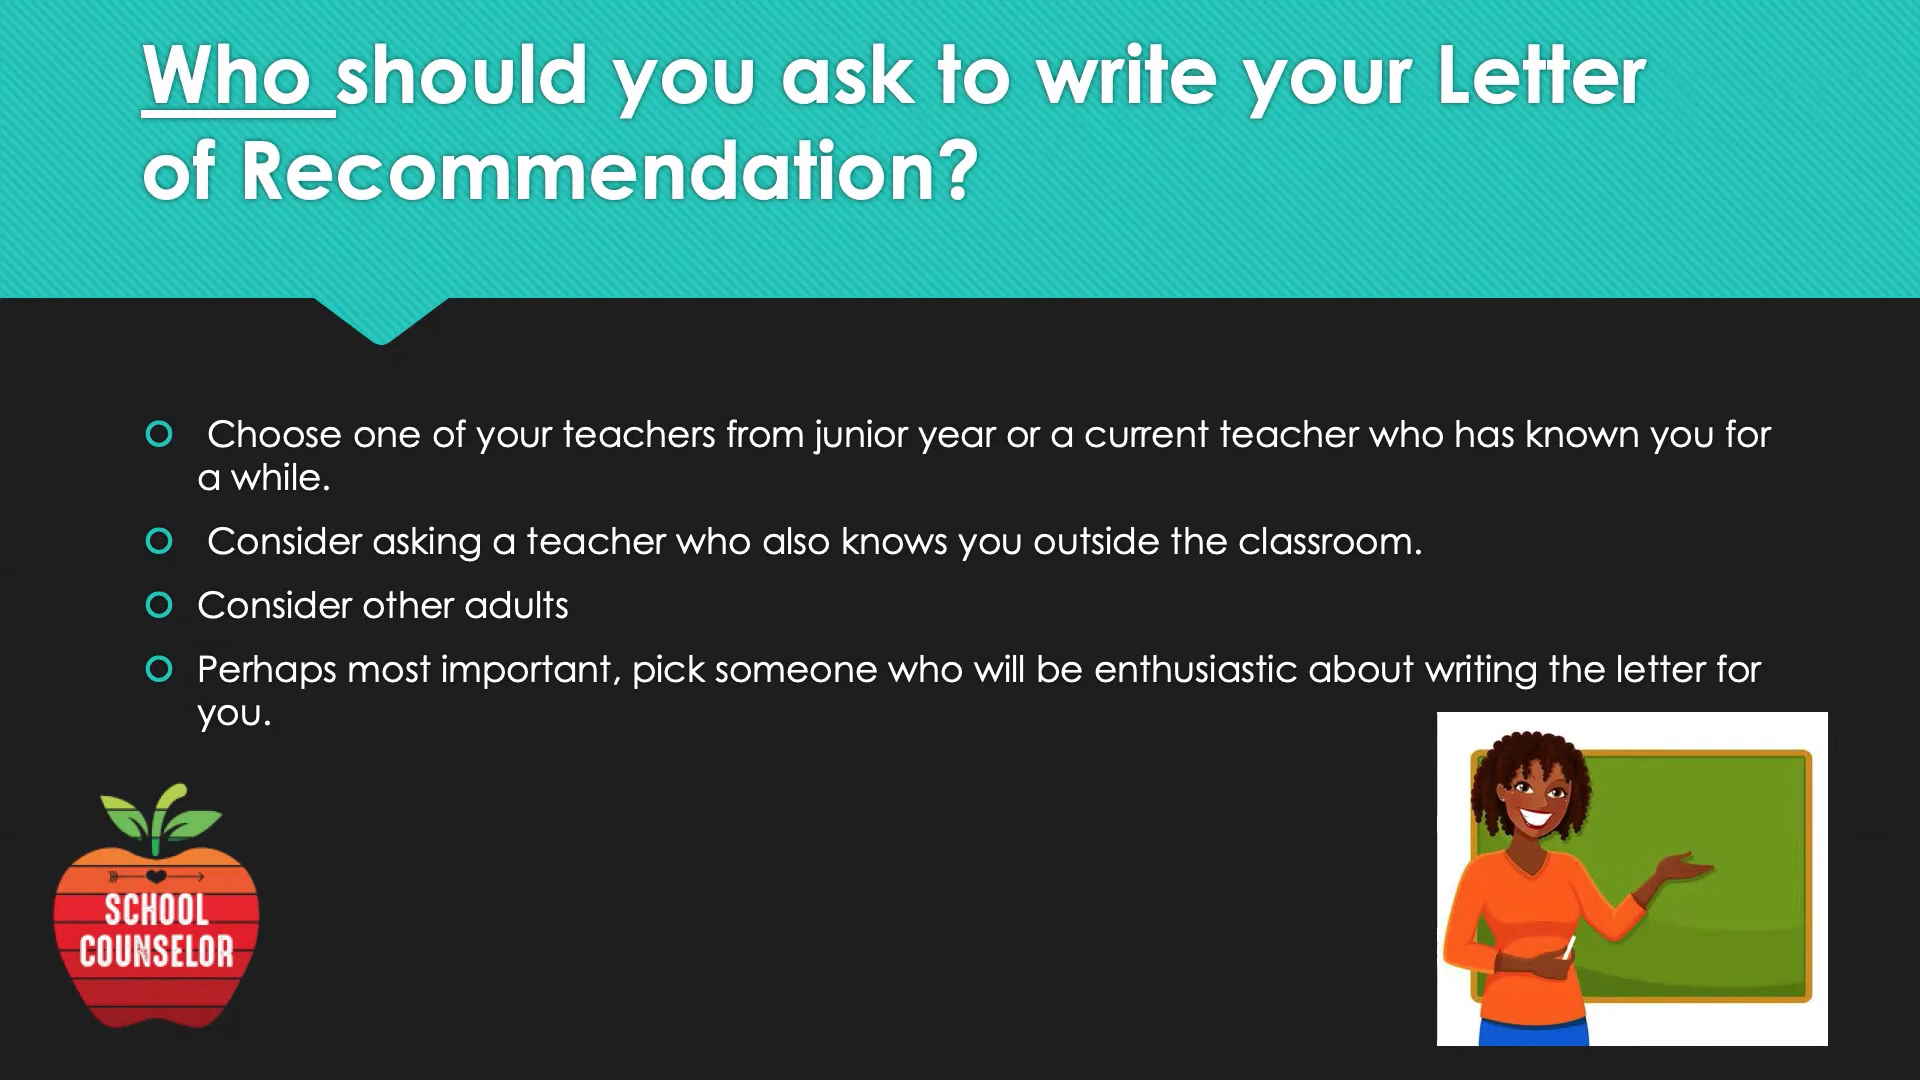 Who should you ask to write your Letter
of Recommendation?
Choose one of your teachers from junior year or a current teacher who has known you for
a while.
Consider asking a teacher who also knows you outside the classroom.
Consider other adults
Perhaps most important, pick someone who will be enthusiastic about writing the letter for
you.
SCHOOL
COUNSELOR